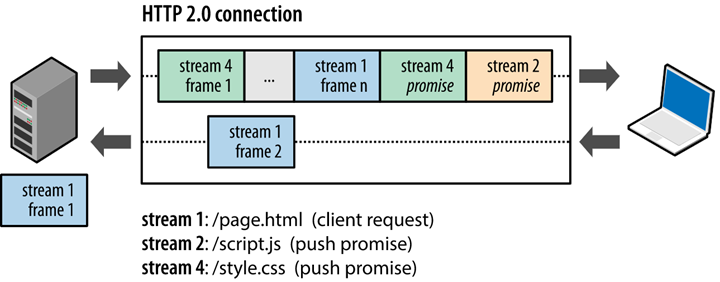 HTTP 2.0 connection
stream 4
frame 1
...
stream 1
frame n
stream 4
promise
stream 2
promise
stream 1
frame 2
stream 1
frame 1
stream 1: /page.html (client request)
stream 2: /script.js (push promise)
stream 4: /style.css (push promise)